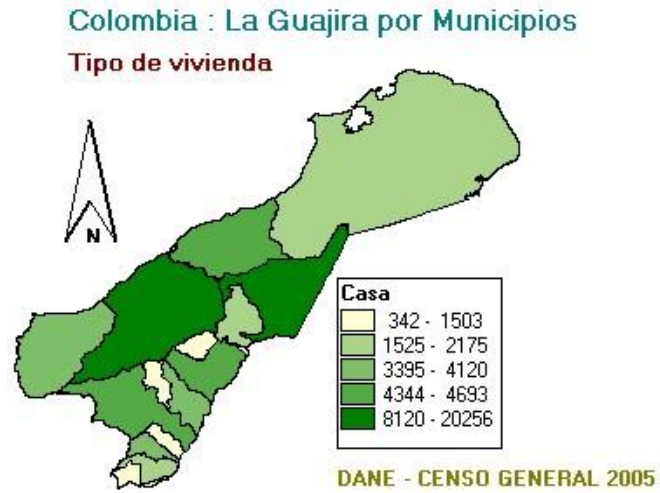 Colombia : La Guajira por Municipios
Tipo de vivienda
N
Casa
342 - 1503
1525 - 2175
3395 - 4120
4344 - 4693
8120 - 20256
DANE - CENSO GENERAL 2005